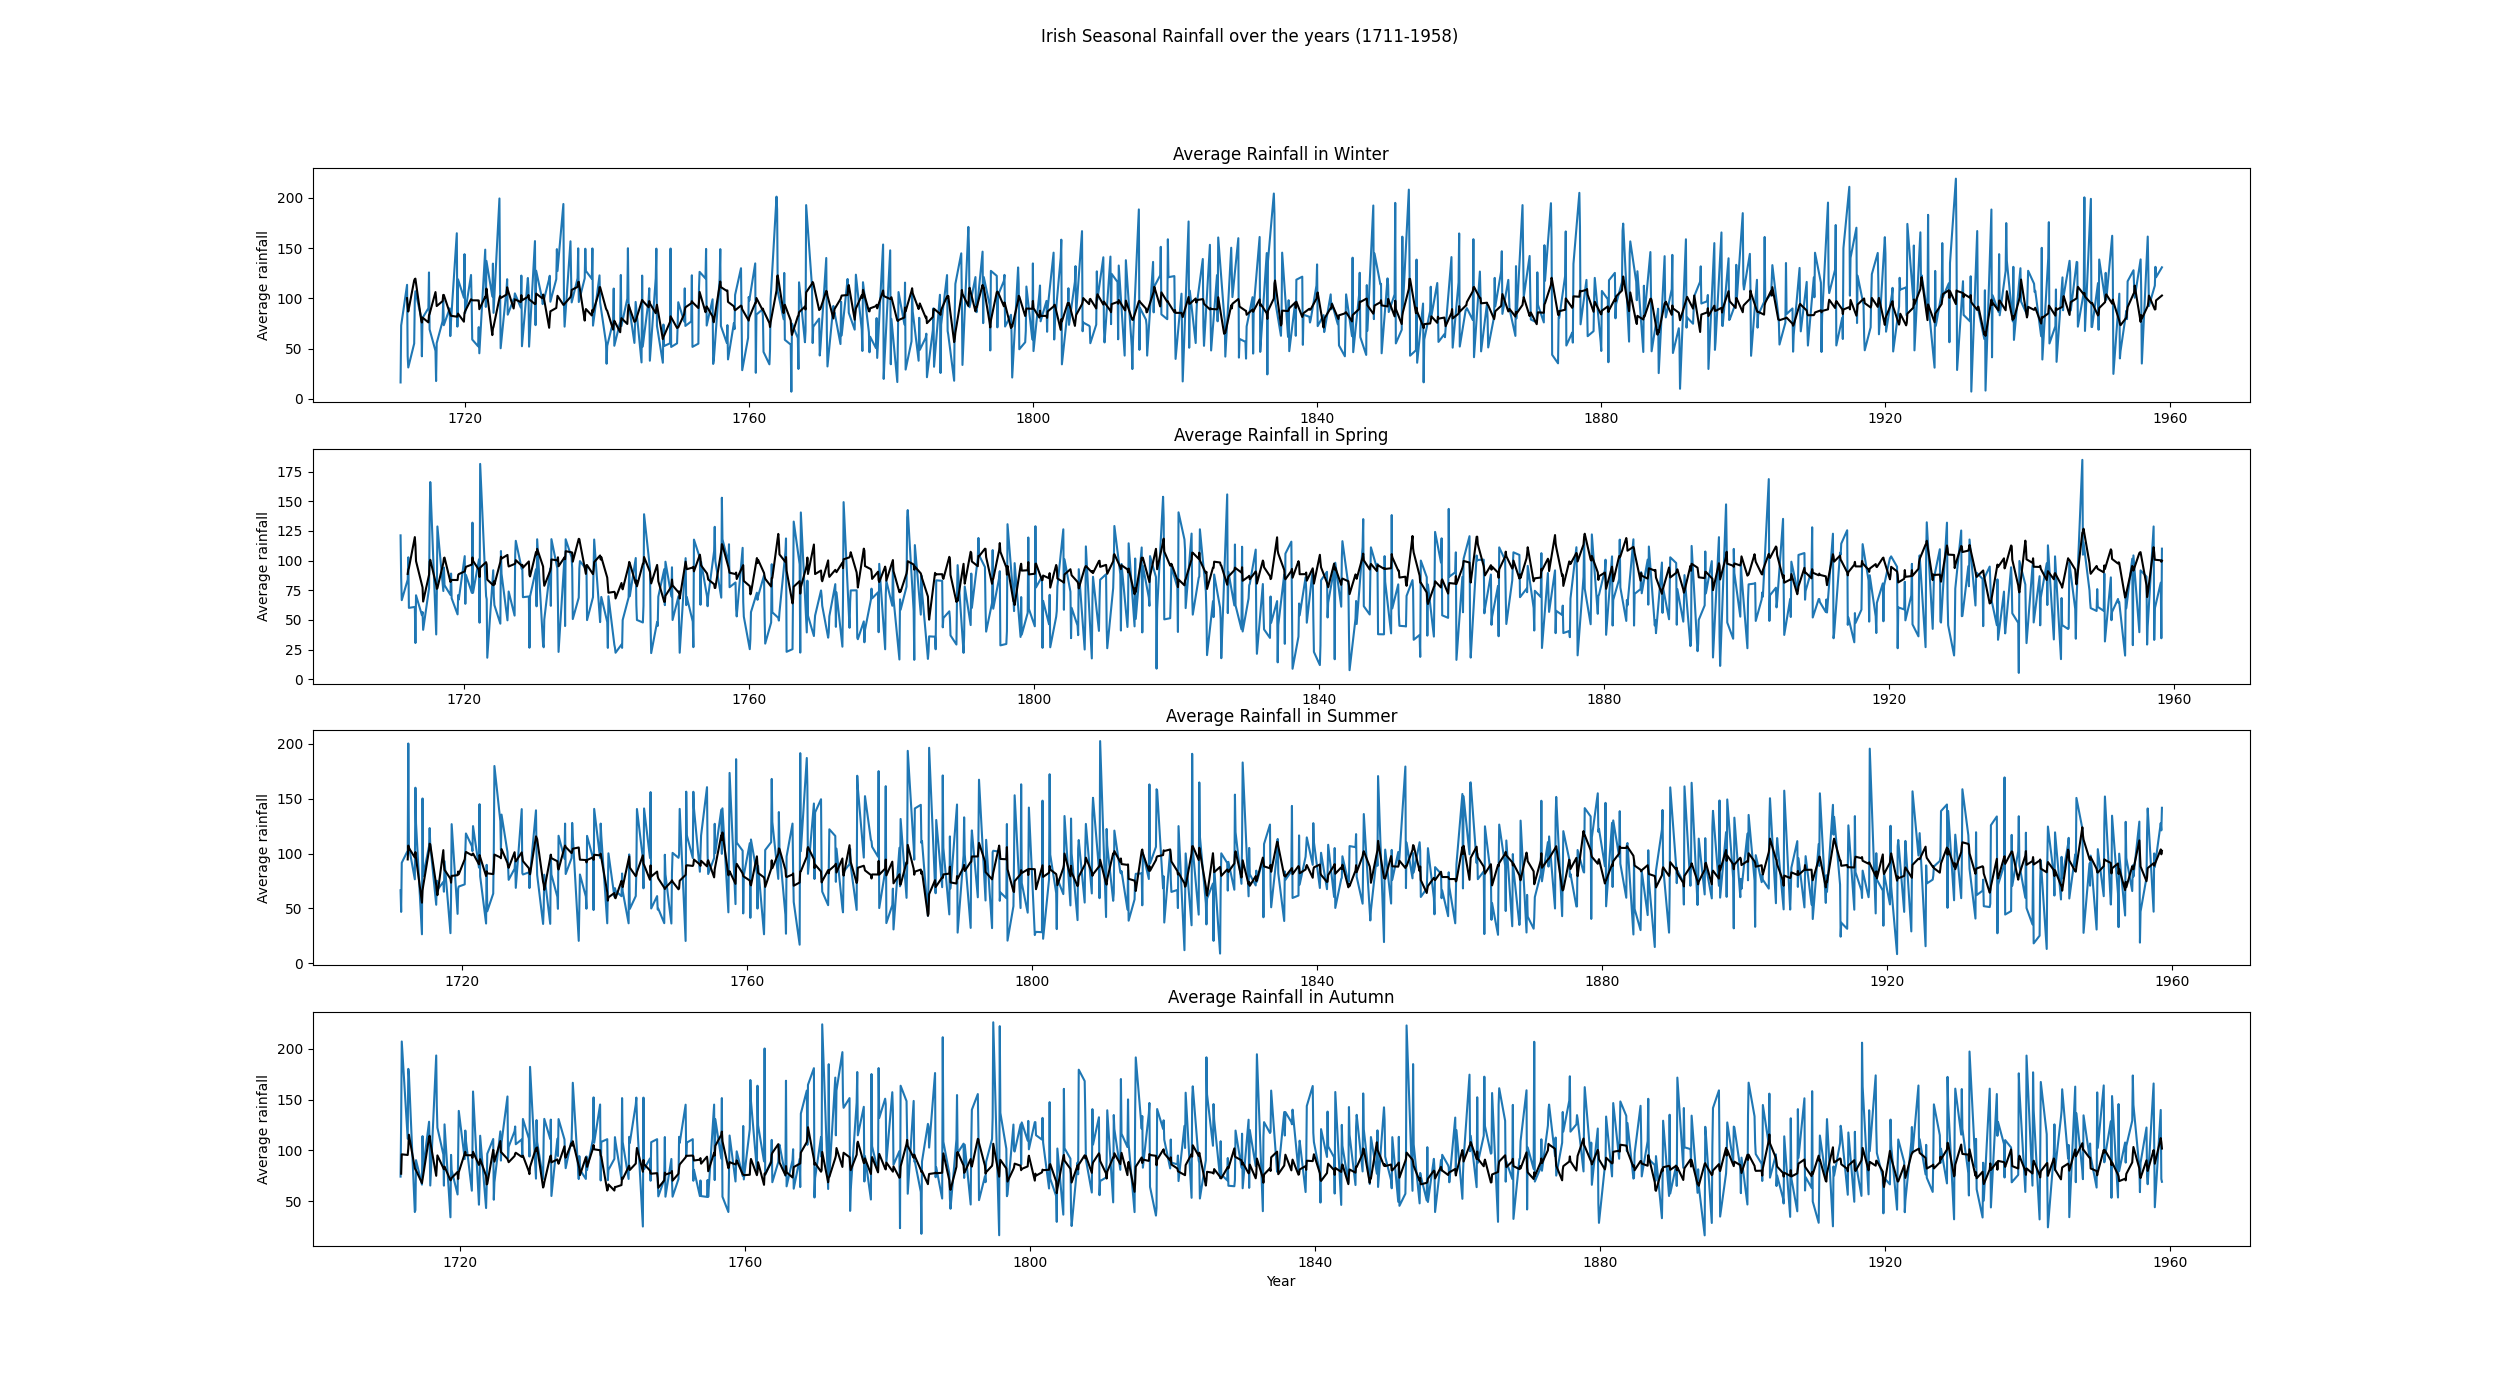 Irish Seasonal Rainfall over the years (1711-1958)
Average Rainfall in Winter
Average rainfall
200
150
100
50
0
1720 1760 1800 1840 1880 1920 1960
Average Rainfall in Spring
Average rainfall
175
150
125
100
75
50
25
0
1720 1760 1800 1840 1880 1920 1960
Average Rainfall in Summer
Average rainfall
200
150
100
50
0
1720 1760 1800 1840 1880 1920 1960
Average Rainfall in Autumn
Average rainfall
200
150
100
50
1720 1760 1800 1840 1880 1920 1960
Year